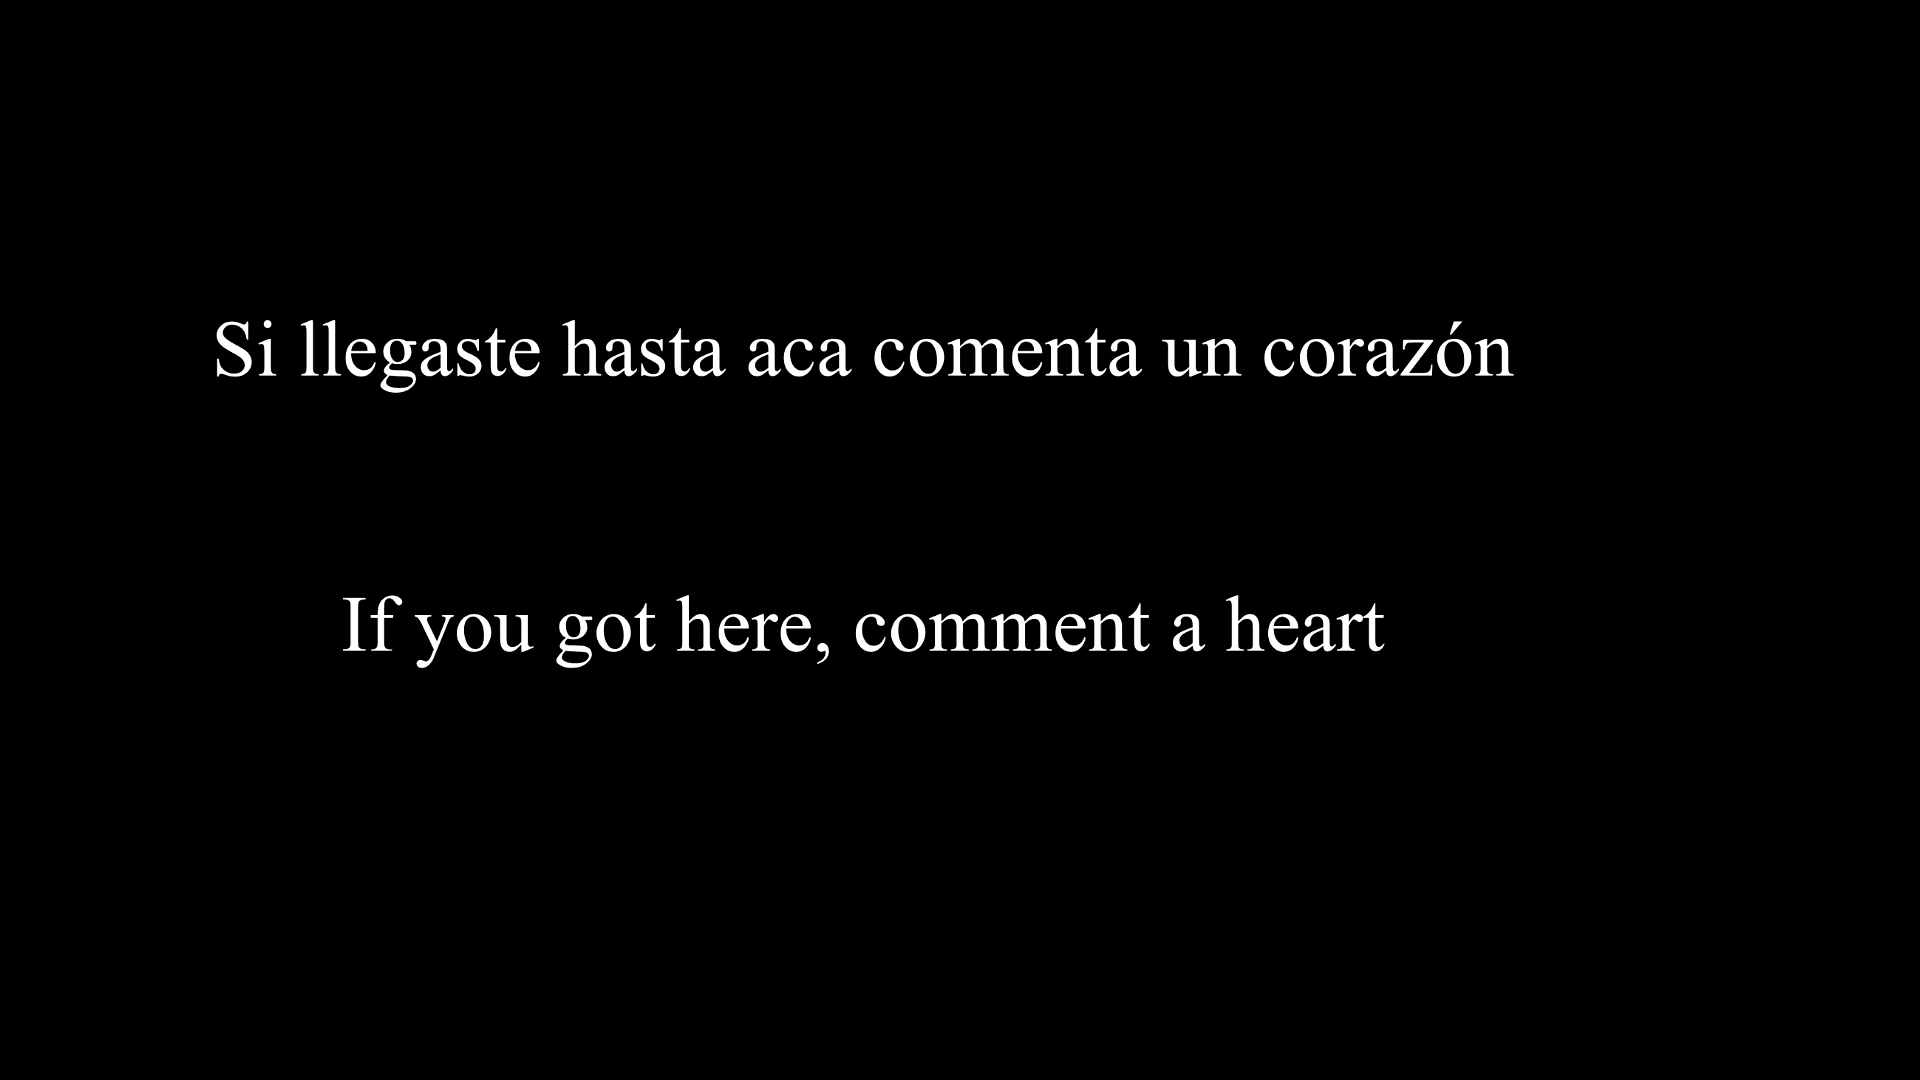 Si llegaste hasta aca comenta un corazón
If you got here, comment a heart